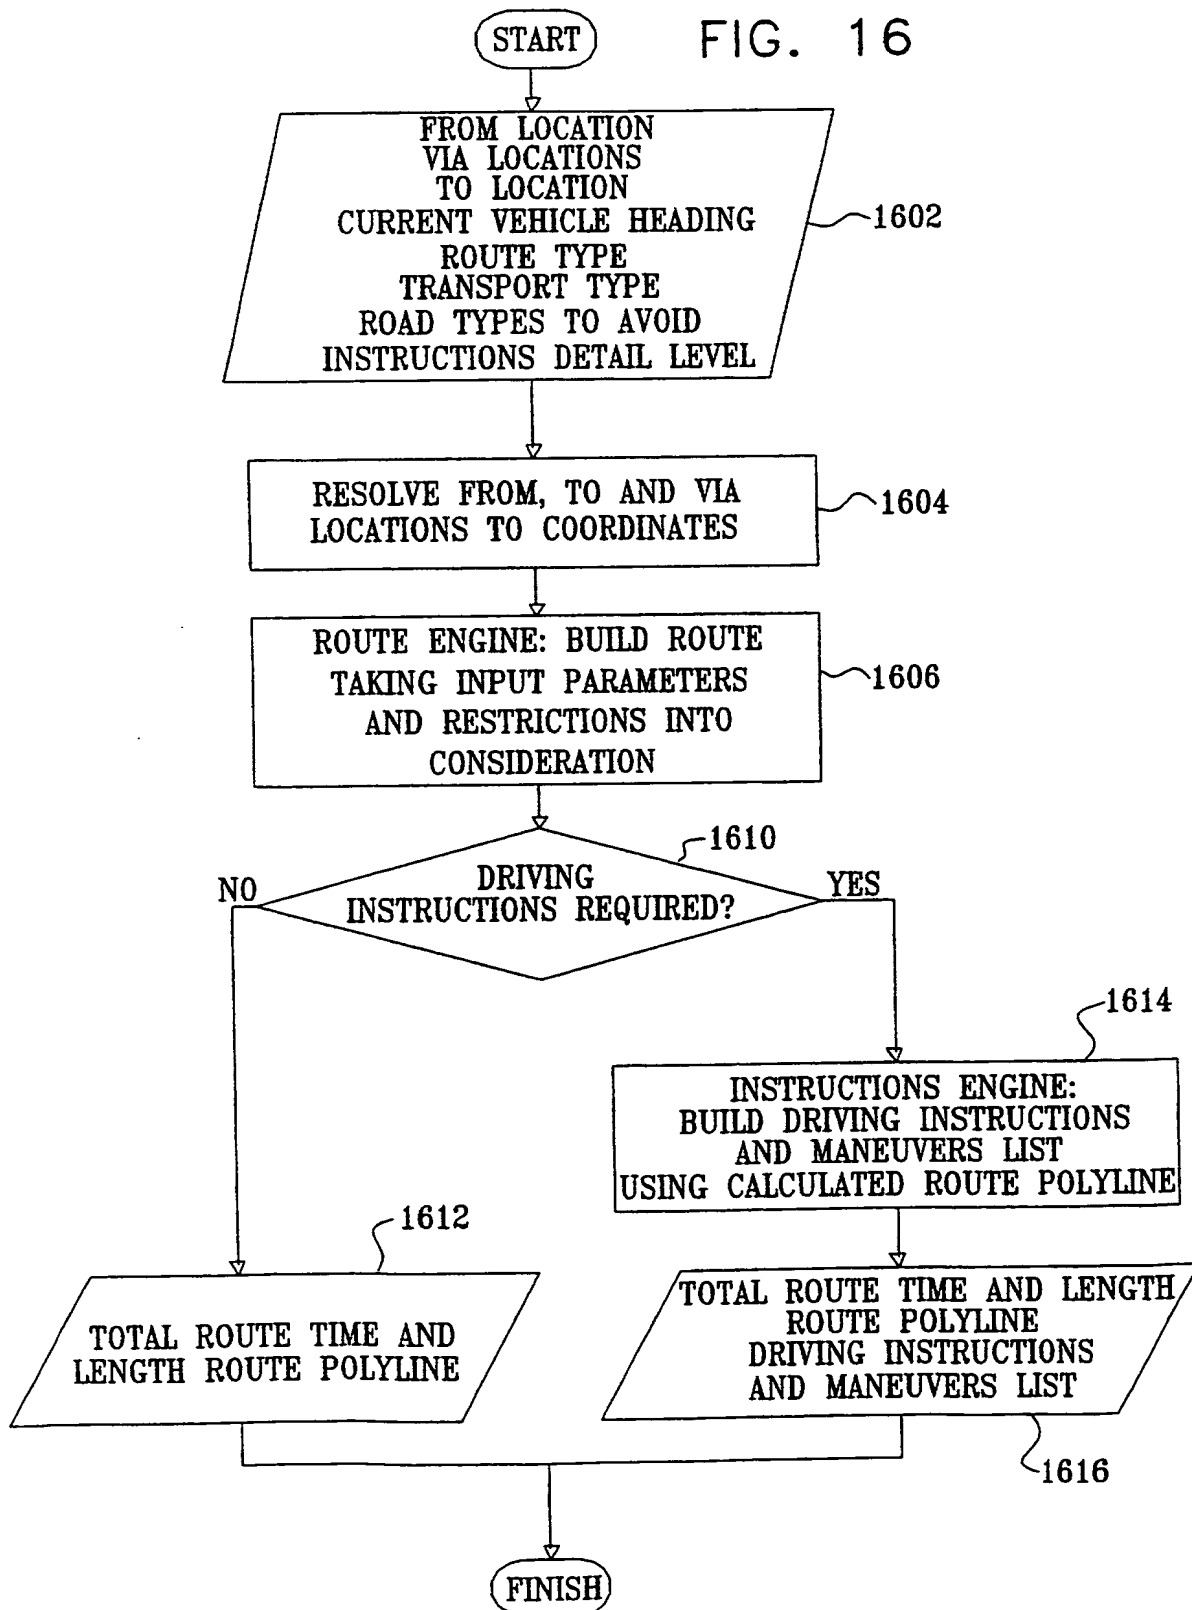 START
FIG. 16
FROM LOCATION
VIA LOCATIONS
TO LOCATION
CURRENT VEHICLE HEADING
ROUTE TYPE
TRANSPORT TYPE
ROAD TYPES TO AVOID
INSTRUCTIONS DETAIL LEVEL
1602
RESOLVE FROM, TO AND VIA
LOCATIONS TO COORDINATES
1604
ROUTE ENGINE: BUILD ROUTE
TAKING INPUT PARAMETERS
AND RESTRICTIONS INTO
CONSIDERATION
1606
1610
DRIVING
INSTRUCTIONS REQUIRED?
NO
YES
1614
INSTRUCTIONS ENGINE:
BUILD DRIVING INSTRUCTIONS
AND MANEUVERS LIST
USING CALCULATED ROUTE POLYLINE
1612
TOTAL ROUTE TIME AND
LENGTH ROUTE POLYLINE
TOTAL ROUTE TIME AND LENGTH
ROUTE POLYLINE
DRIVING INSTRUCTIONS
AND MANEUVERS LIST
1616
FINISH